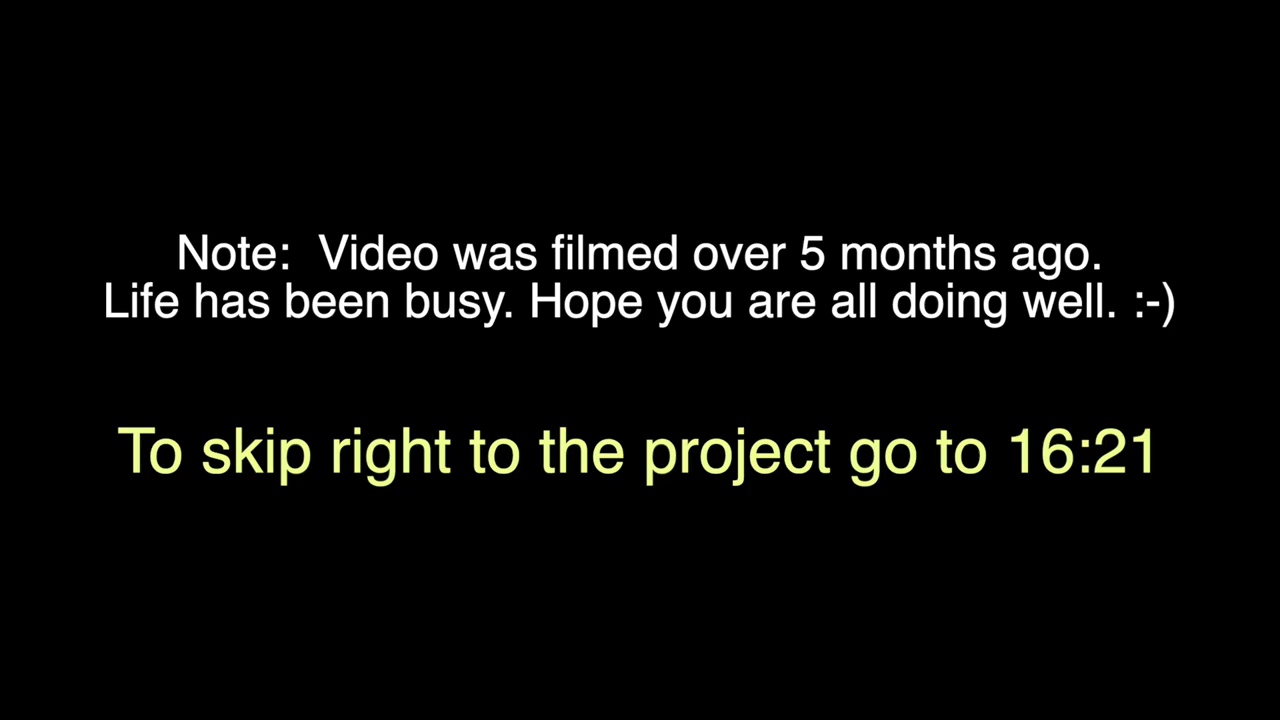 Note:  Video was filmed over 5 months ago.
Life has been busy. Hope you are all doing well. :-)
To skip right to the project go to 16:21